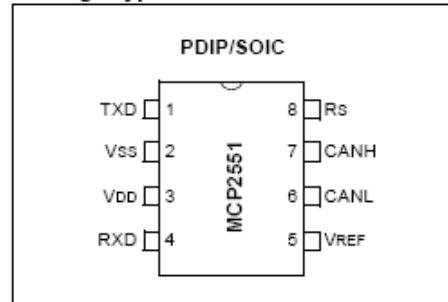 PDIP/SOIC
TXD 1 8 RS
VSS 2 7 CANH
VDD 3 6 CANL
RXD 4 5 VREF
MCP2551